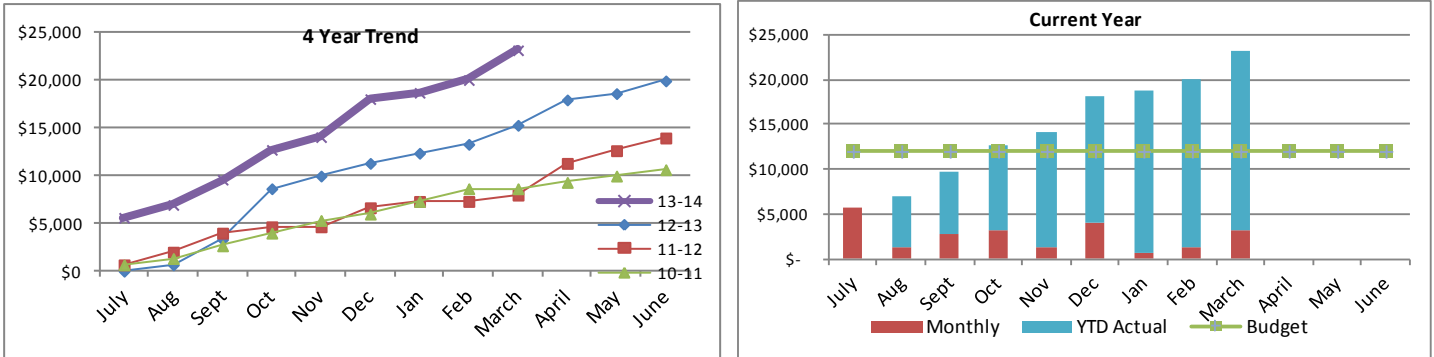 4 Year Trend
$25,000
$20,000
$15,000
$10,000
$5,000
$0
July
Aug
Sept
Oct
Nov
Dec
Jan
Feb
March
April
May
June
13-14
12-13
11-12
10-11
Current Year
$25,000
$20,000
$15,000
$10,000
$5,000
$-
July
Aug
Sept
Oct
Nov
Dec
Jan
Feb
March
April
May
June
Monthly YTD Actual Budget